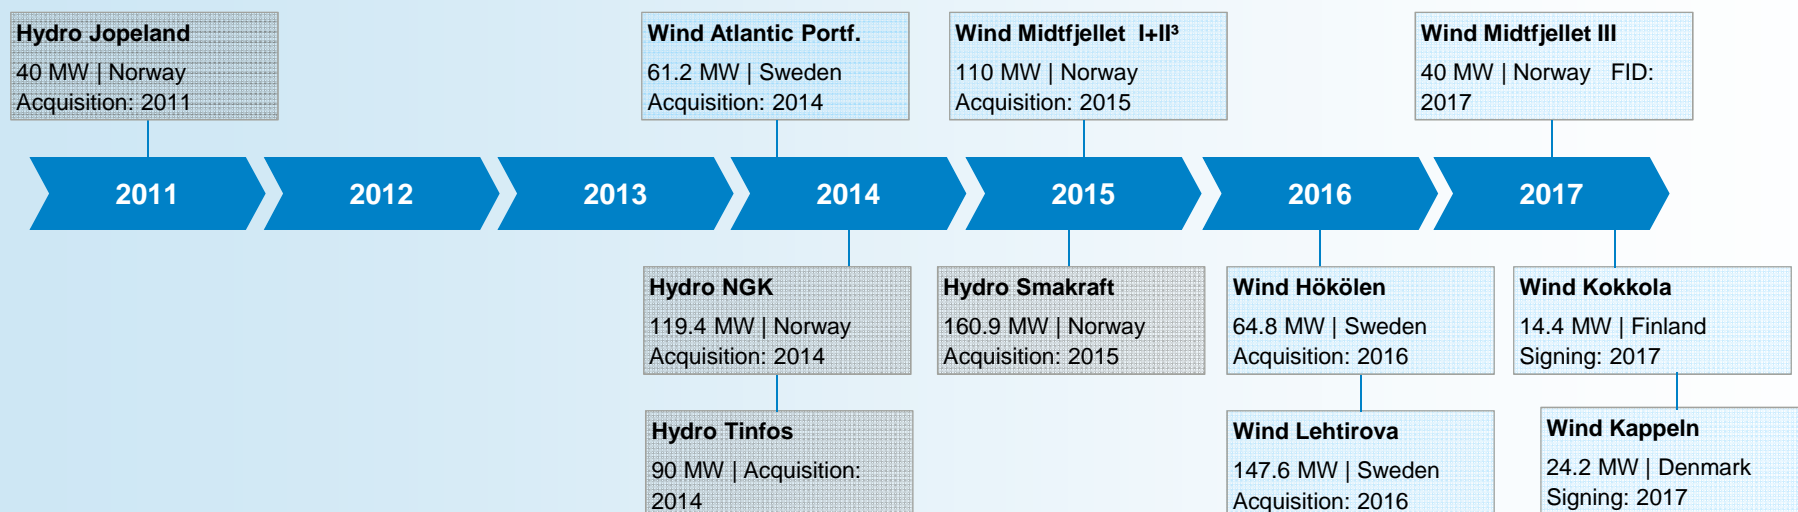 Hydro Jopeland
40 MW | Norway
Acquisition: 2011
Wind Atlantic Portf.
61.2 MW | Sweden
Acquisition: 2014
Wind Midtfjellet I+II³
110 MW | Norway
Acquisition: 2015
Wind Midtfjellet III
40 MW | Norway FID:
2017
2011
2012
2013
2014
2015
2016
2017
Hydro NGK
119.4 MW | Norway
Acquisition: 2014
Hydro Smakraft
160.9 MW | Norway
Acquisition: 2015
Wind Hökölen
64.8 MW | Sweden
Acquisition: 2016
Wind Kokkola
14.4 MW | Finland
Signing: 2017
Hydro Tinfos
90 MW | Acquisition:
2014
Wind Lehtirova
147.6 MW | Sweden
Acquisition: 2016
Wind Kappeln
24.2 MW | Denmark
Signing: 2017